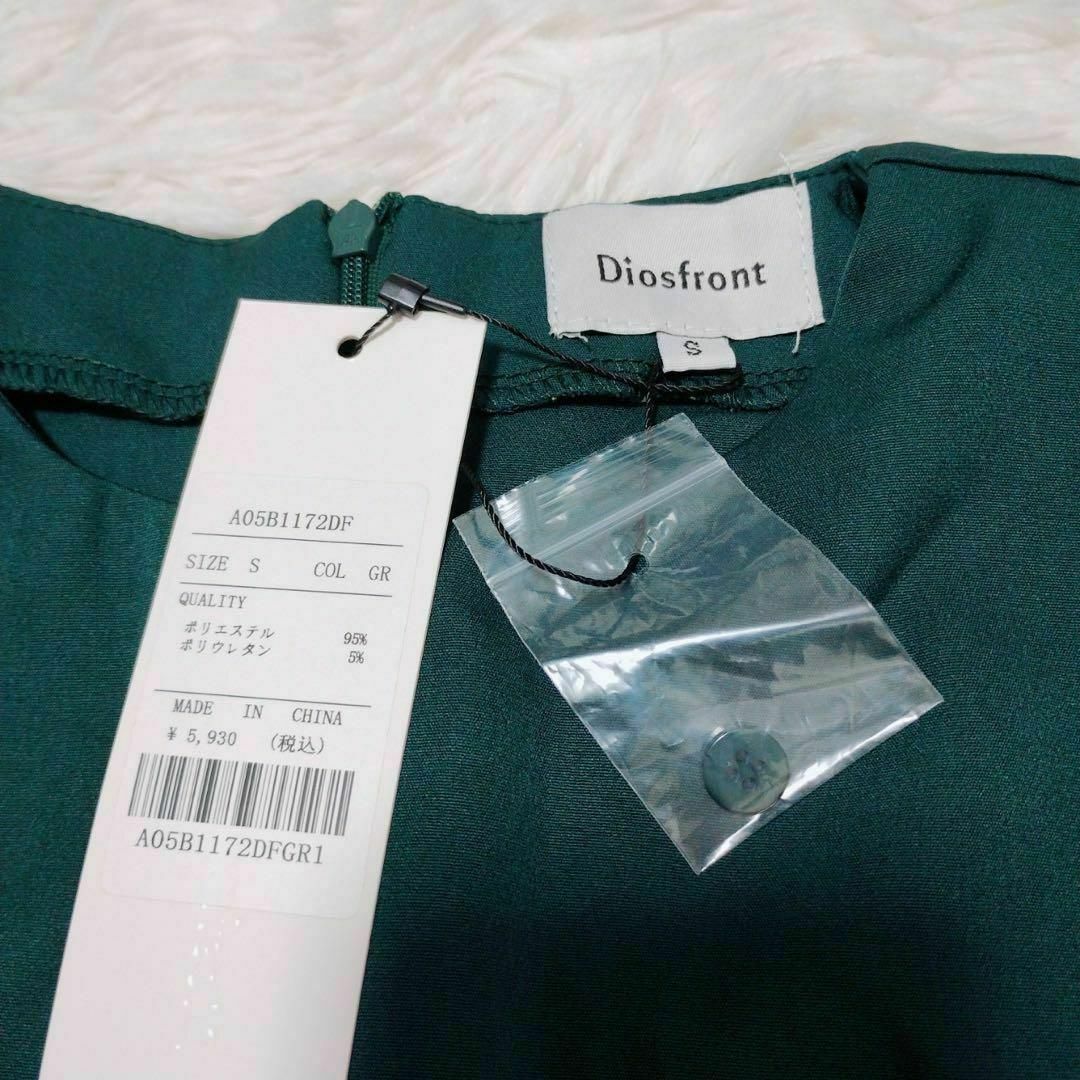 Diosfront
S
A05B1172DF
SIZE S COL GR
QUALITY
ポリエステル 95%
ポリウレタン 5%
MADE IN CHINA
¥ 5,930 (税込)
A05B1172DFGR1